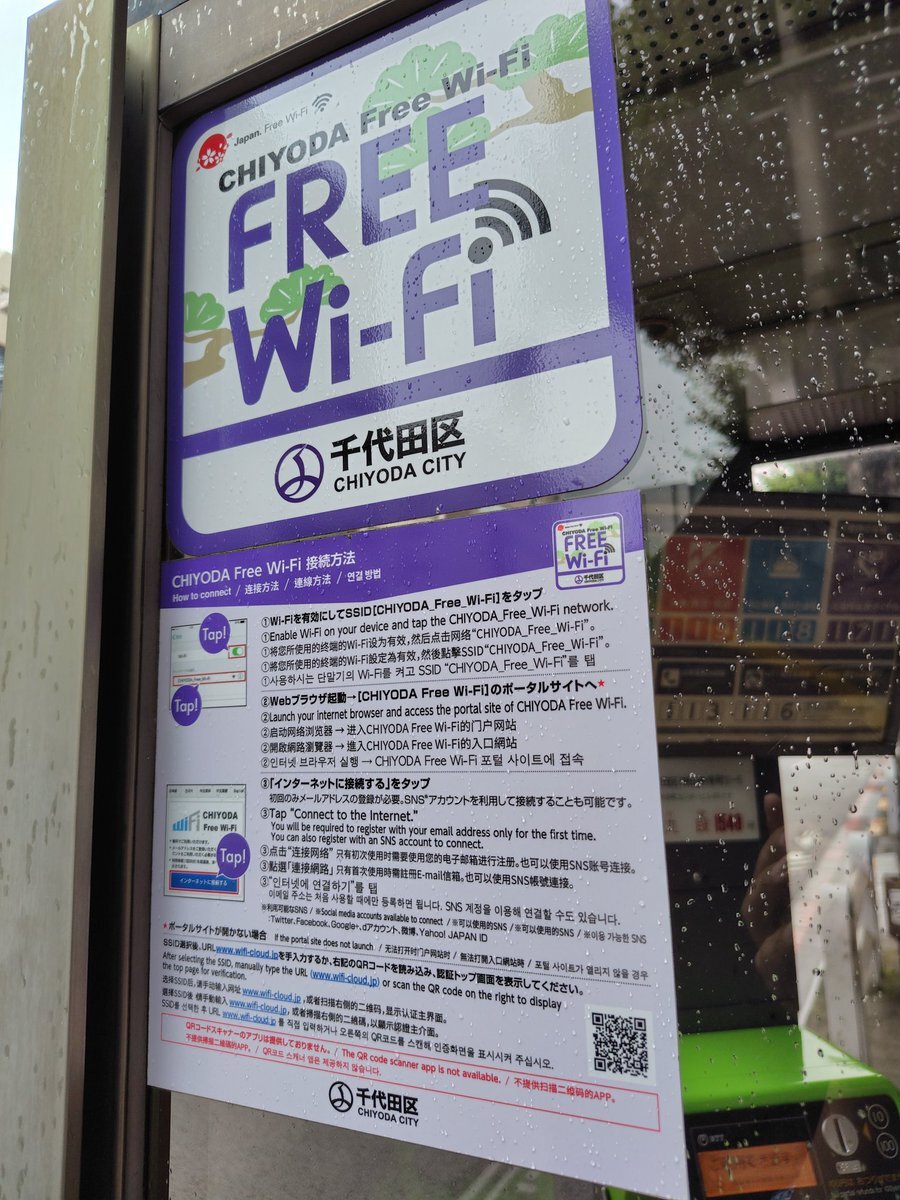 Japan. Free Wi-Fi
CHIYODA Free Wi-Fi
FREE
Wi-Fi
千代田区
CHIYODA CITY
CHIYODA Free Wi-Fi 接続方法
How to connect / 连接方法 / 連線方法 / 연결 방법
CHIYODA Free Wi-Fi
FREE
Wi-Fi
千代田区
Tap!
Tap!
①Wi-Fiを有効にしてSSID[CHIYODA_Free_Wi-Fi]をタップ
①Enable Wi-Fi on your device and tap the CHIYODA_Free_Wi-Fi network.
①将您所使用的终端的Wi-Fi设为有效,然后点击网络“CHIYODA_Free_Wi-Fi”。
①將您所使用的終端的Wi-Fi設定為有效,然後點擊SSID“CHIYODA_Free_Wi-Fi”。
①사용하시는 단말기의 Wi-Fi를 켜고 SSID “CHIYODA_Free_Wi-Fi”를 탭
②Webブラウザ起動→[CHIYODA Free Wi-Fi]のポータルサイトへ*
②Launch your internet browser and access the portal site of CHIYODA Free Wi-Fi.
②启动网络浏览器 → 进入CHIYODA Free Wi-Fi的门户网站
②開啟網路瀏覽器 → 進入CHIYODA Free Wi-Fi的入口網站
②인터넷 브라우저 실행 → CHIYODA Free Wi-Fi 포털 사이트에 접속
CHIYODA
Free Wi-Fi
Tap!
インターネットに接続する
③「インターネットに接続する」をタップ
初回のみメールアドレスの登録が必要。SNS*アカウントを利用して接続することも可能です。
③Tap “Connect to the Internet.”
You will be required to register with your email address only for the first time.
You can also register with an SNS account to connect.
③点击“连接网络” 只有初次使用时需要使用您的电子邮箱进行注册。也可以使用SNS账号连接。
③點選「連接網路」只有首次使用時需註冊E-mail信箱。也可以使用SNS帳號連接。
③“인터넷에 연결하기”를 탭
이메일 주소는 처음 사용할 때에만 등록하면 됩니다. SNS 계정을 이용해 연결할 수도 있습니다.
※利用可能なSNS / ※Social media accounts available to connect / ※可以使用的SNS / ※可以使用的SNS / ※이용 가능한 SNS
:Twitter、Facebook、Google+、dアカウント、微博、Yahoo! JAPAN ID
*ポータルサイトが開かない場合 If the portal site does not launch / 无法打开时门户网站时 / 無法打開入口網站時 / 포털 사이트가 열리지 않을 경우
SSID選択後、URLwww.wifi-cloud.jpを手入力するか、右記のQRコードを読み込み、認証トップ画面を表示してください。
After selecting the SSID, manually type the URL (www.wifi-cloud.jp) or scan the QR code on the right to display
the top page for verification.
选择SSID后,请手动输入网址 www.wifi-cloud.jp, 或者扫描右侧的二维码,显示认证主界面。
選擇SSID後 請手動輸入 www.wifi-cloud.jp, 或者掃描右側的二維碼,以顯示認證主介面。
SSID를 선택한 후 URL www.wifi-cloud.jp 를 직접 입력하거나 오른쪽의 QR코드를 스캔해, 인증화면을 표시시켜 주십시오.
QRコードスキャナーのアプリは提供しておりません。 / The QR code scanner app is not available. / 不提供扫描二维码的APP。
不提供掃描二維碼的APP。 / QR코드 스캐너 앱은 제공하지 않습니다.
千代田区
CHIYODA CITY